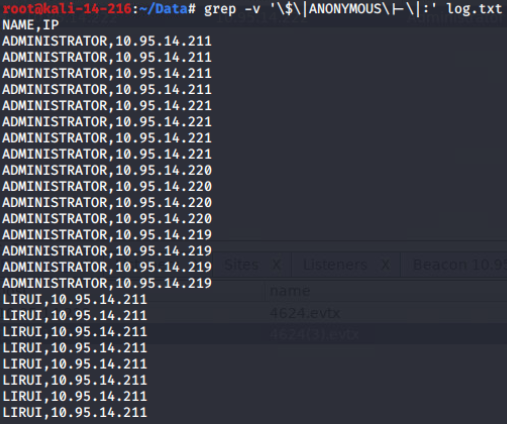 root@kali-14-216:~/Data# grep -v '\$\|ANONYMOUS\|-\|:' log.txt
NAME,IP
ADMINISTRATOR,10.95.14.211
ADMINISTRATOR,10.95.14.211
ADMINISTRATOR,10.95.14.211
ADMINISTRATOR,10.95.14.211
ADMINISTRATOR,10.95.14.221
ADMINISTRATOR,10.95.14.221
ADMINISTRATOR,10.95.14.221
ADMINISTRATOR,10.95.14.221
ADMINISTRATOR,10.95.14.220
ADMINISTRATOR,10.95.14.220
ADMINISTRATOR,10.95.14.220
ADMINISTRATOR,10.95.14.220
ADMINISTRATOR,10.95.14.219
ADMINISTRATOR,10.95.14.219
Sites X Listeners X Beacon 10.95
ADMINISTRATOR,10.95.14.219
ADMINISTRATOR,10.95.14.219
name
LIRUI,10.95.14.211
LIRUI,10.95.14.211
4624.evtx
LIRUI,10.95.14.211
4624(3).evtx
LIRUI,10.95.14.211
LIRUI,10.95.14.211
LIRUI,10.95.14.211
LIRUI,10.95.14.211
LIRUI,10.95.14.211